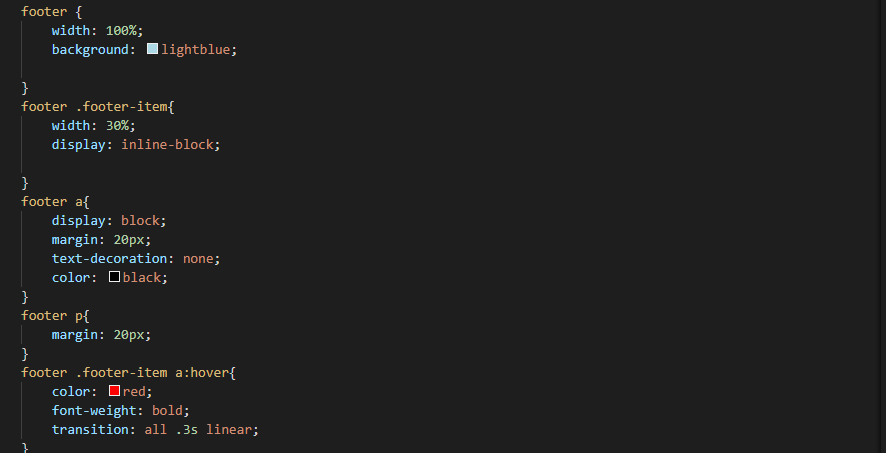 footer {
    width: 100%;
    background: lightblue;

}
footer .footer-item{
    width: 30%;
    display: inline-block;

}
footer a{
    display: block;
    margin: 20px;
    text-decoration: none;
    color: black;
}
footer p{
    margin: 20px;
}
footer .footer-item a:hover{
    color: red;
    font-weight: bold;
    transition: all .3s linear;
}